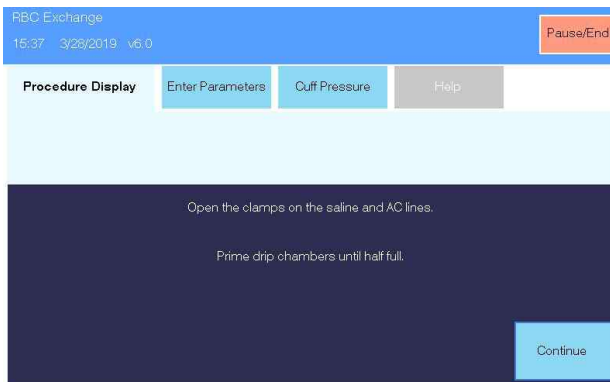 RBC Exchange
15:37 3/28/2019 v6.0
Pause/End
Procedure Display
Enter Parameters
Cuff Pressure
Help
Open the clamps on the saline and AC lines.
Prime drip chambers until half full.
Continue